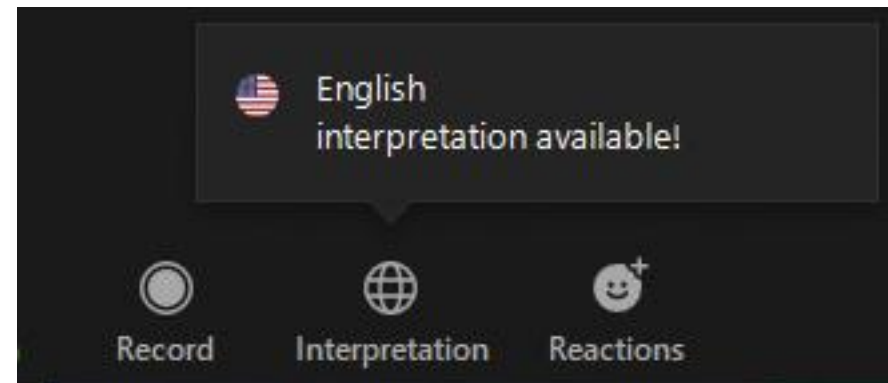 English
interpretation available!
Record
Interpretation
Reactions